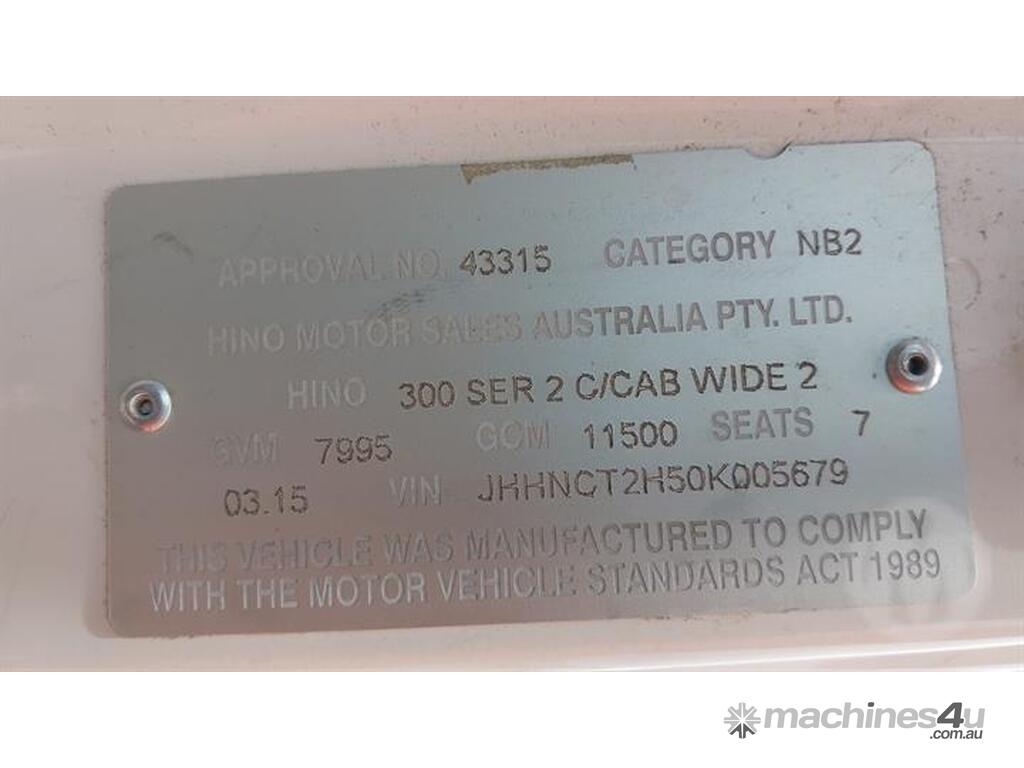 APPROVAL NO. 43315 CATEGORY NB2
HINO MOTOR SALES AUSTRALIA PTY. LTD.
HINO 300 SER 2 C/CAB WIDE 2
GVM 7995 GCM 11500 SEATS 7
03.15 VIN JHHNCT2H50K005679
THIS VEHICLE WAS MANUFACTURED TO COMPLY
WITH THE MOTOR VEHICLE STANDARDS ACT 1989
machines4u
.com.au